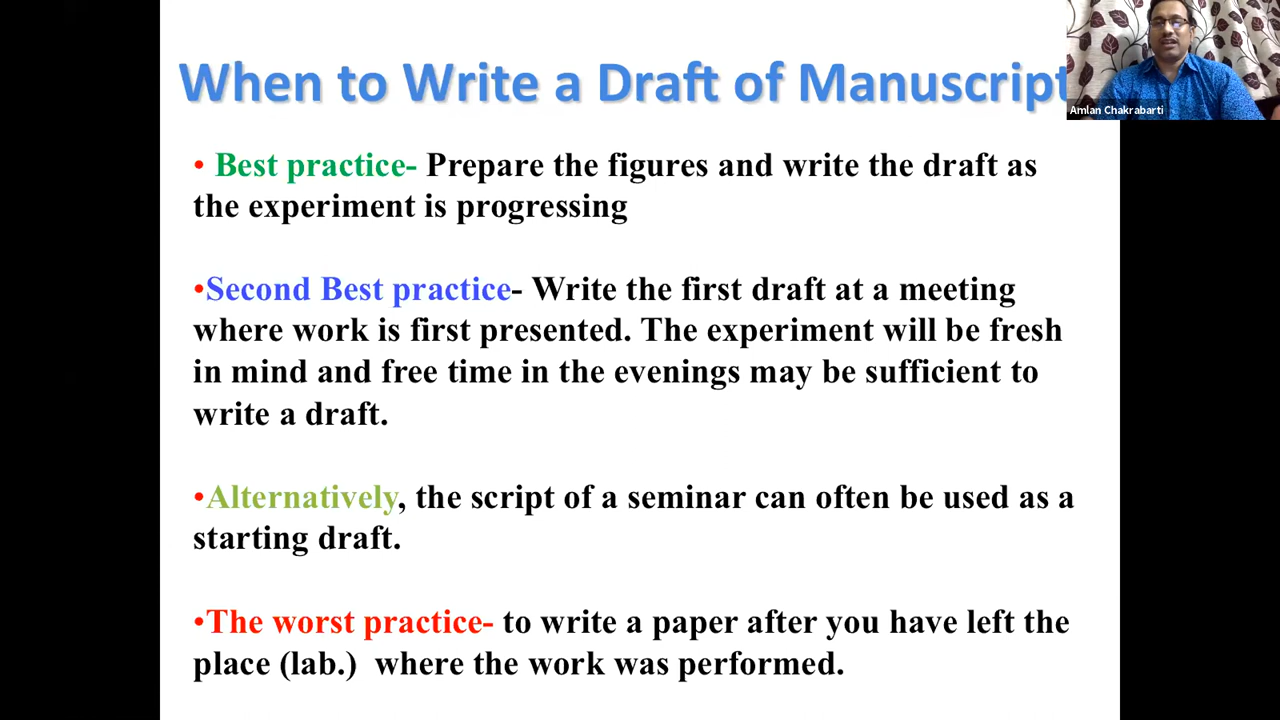 When to Write a Draft of Manuscript
Amlan Chakrabarti
• Best practice- Prepare the figures and write the draft as
the experiment is progressing
•Second Best practice- Write the first draft at a meeting
where work is first presented. The experiment will be fresh
in mind and free time in the evenings may be sufficient to
write a draft.
•Alternatively, the script of a seminar can often be used as a
starting draft.
•The worst practice- to write a paper after you have left the
place (lab.)  where the work was performed.